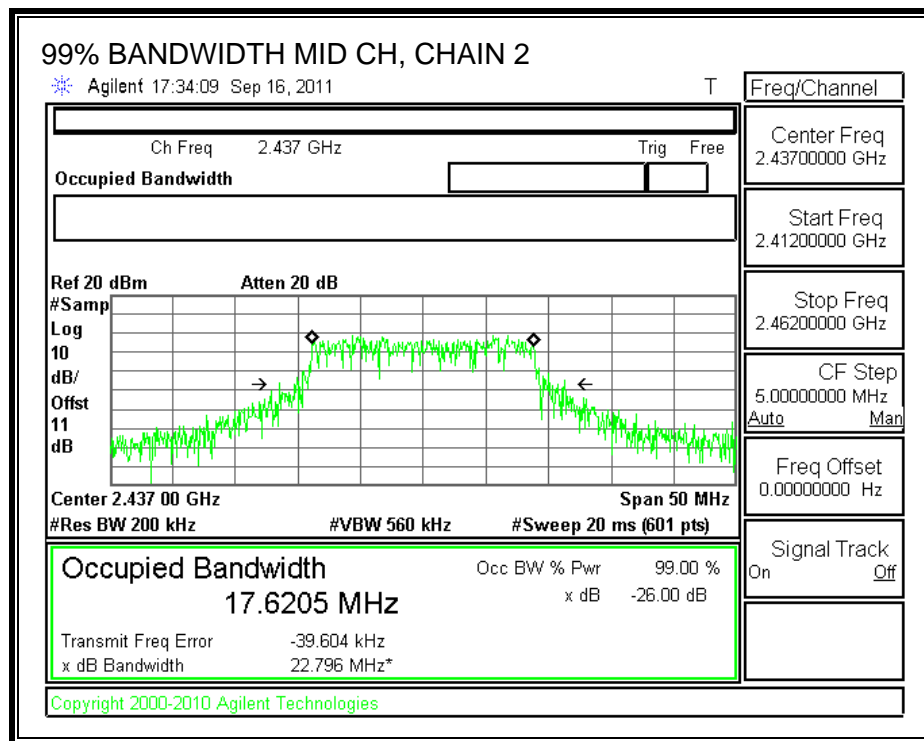 99% BANDWIDTH MID CH, CHAIN 2
Agilent 17:34:09 Sep 16, 2011 T
Freq/Channel
Ch Freq 2.437 GHz Trig Free
Occupied Bandwidth
Center Freq
2.43700000 GHz
Start Freq
2.41200000 GHz
Stop Freq
2.46200000 GHz
CF Step
5.00000000 MHz
Auto Man
Freq Offset
0.00000000 Hz
Signal Track
On Off
Ref 20 dBm Atten 20 dB
#Samp
Log
10
dB/
Offst
11
dB
Center 2.437 00 GHz Span 50 MHz
#Res BW 200 kHz #VBW 560 kHz #Sweep 20 ms (601 pts)
Occupied Bandwidth
17.6205 MHz
Occ BW % Pwr 99.00 %
x dB -26.00 dB
Transmit Freq Error -39.604 kHz
x dB Bandwidth 22.796 MHz*
Copyright 2000-2010 Agilent Technologies